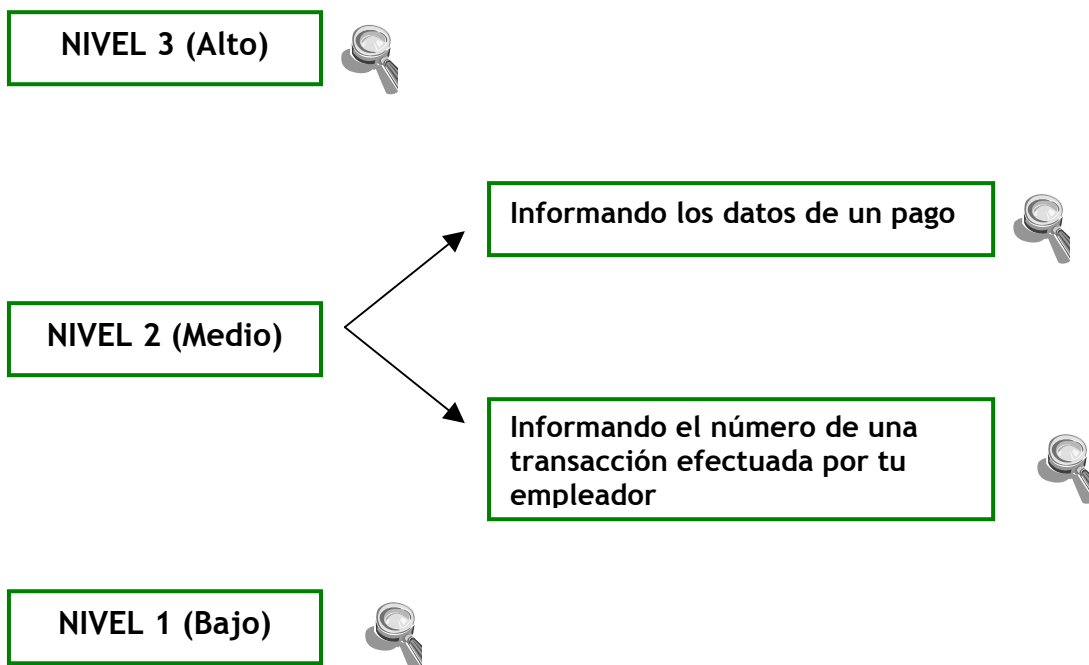 NIVEL 3 (Alto)
Informando los datos de un pago
NIVEL 2 (Medio)
Informando el número de una
transacción efectuada por tu
empleador
NIVEL 1 (Bajo)